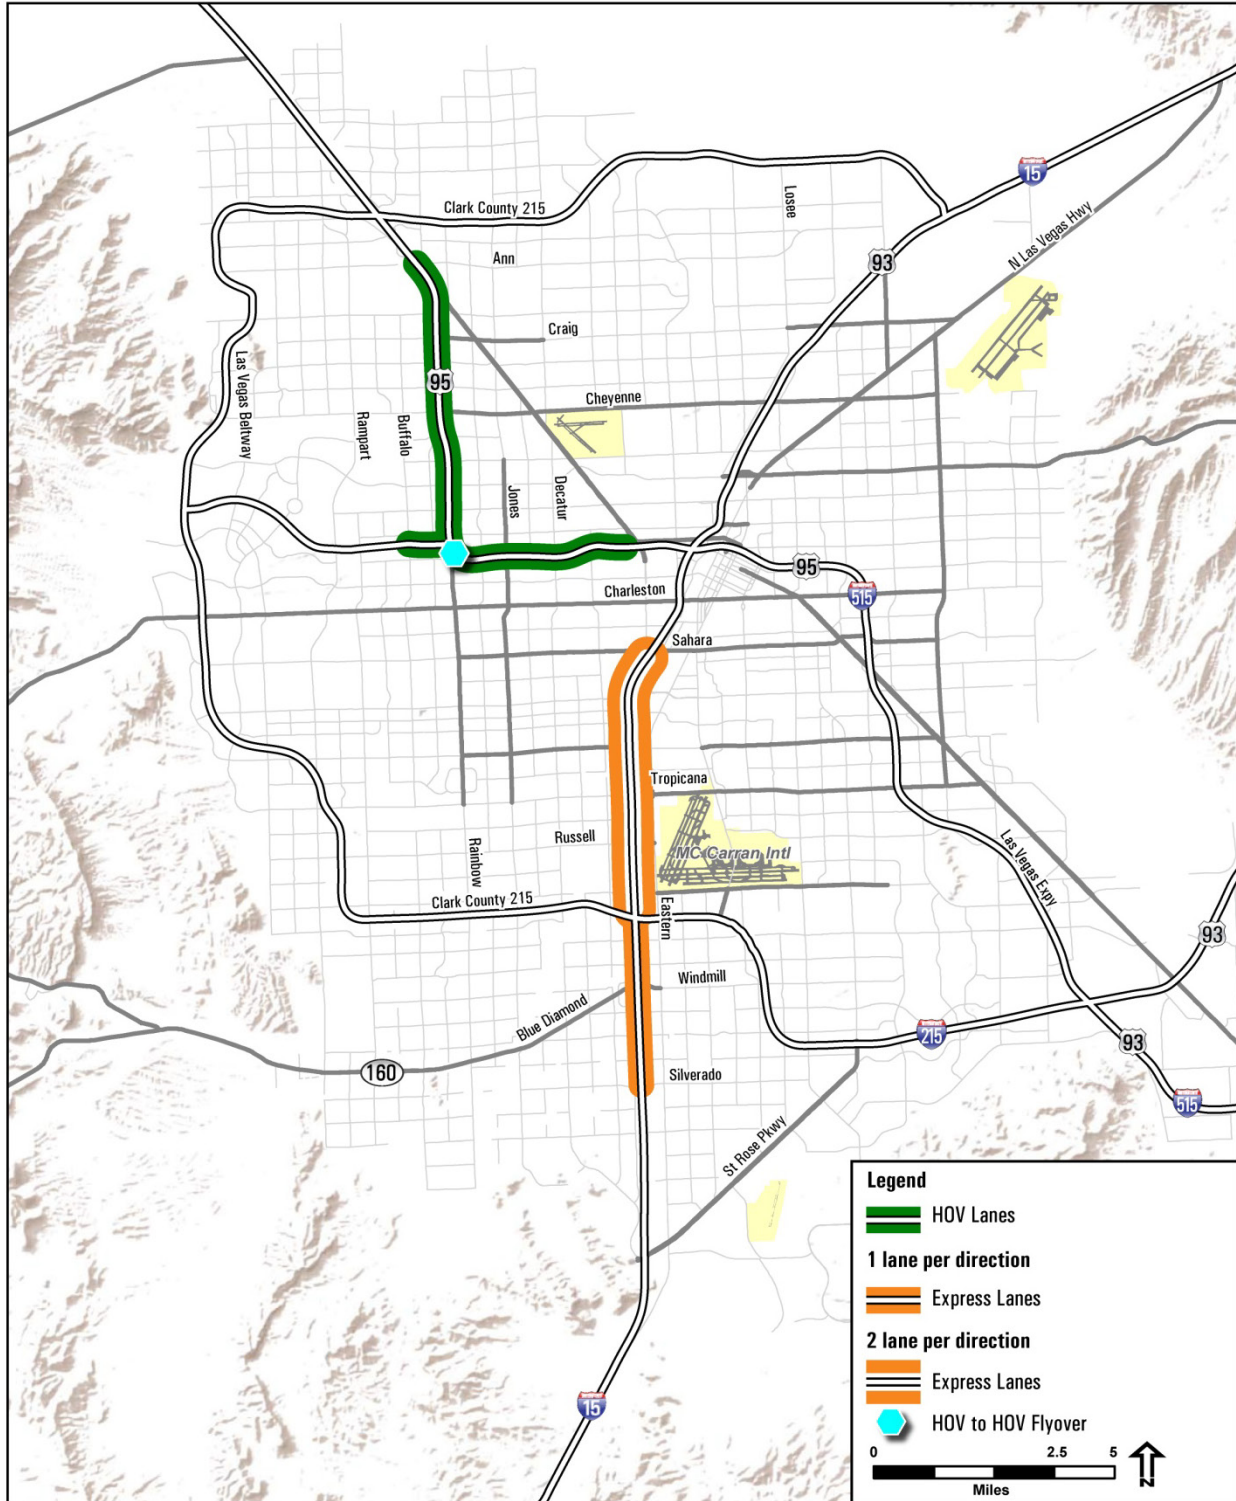 15
Losee
Clark County 215
N Las Vegas Hwy
Ann
93
Craig
Las Vegas Beltway
95
Cheyenne
Rampart
Buffalo
Jones
Decatur
95
Charleston
515
Sahara
Tropicana
Russell
Rainbow
MC Carran Intl
Las Vegas Expy
Clark County 215
Eastern
93
Windmill
Blue Diamond
INTERSTATE
215
93
160
Silverado
515
St Rose Pkwy
Legend
HOV Lanes
1 lane per direction
Express Lanes
2 lane per direction
Express Lanes
HOV to HOV Flyover
15
0 2.5 5
Miles
N